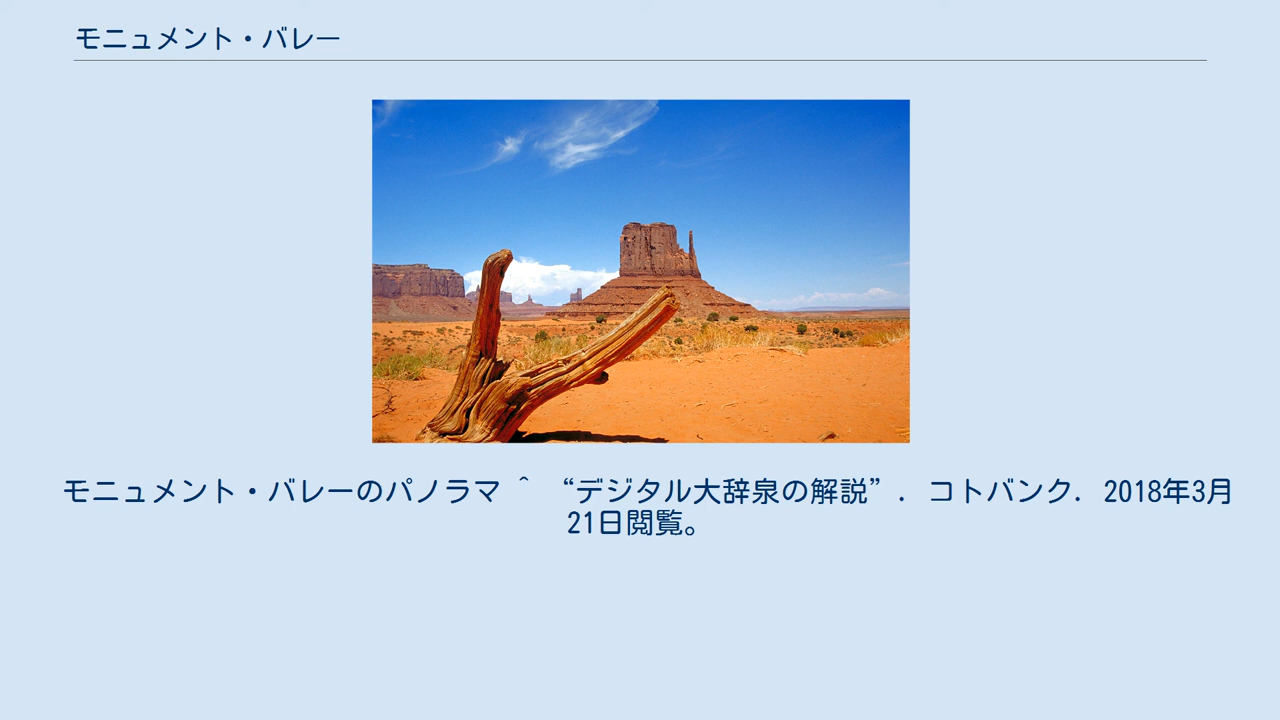 モニュメント・バレー
モニュメント・バレーのパノラマ ^ “デジタル大辞泉の解説”. コトバンク. 2018年3月
21日閲覧。